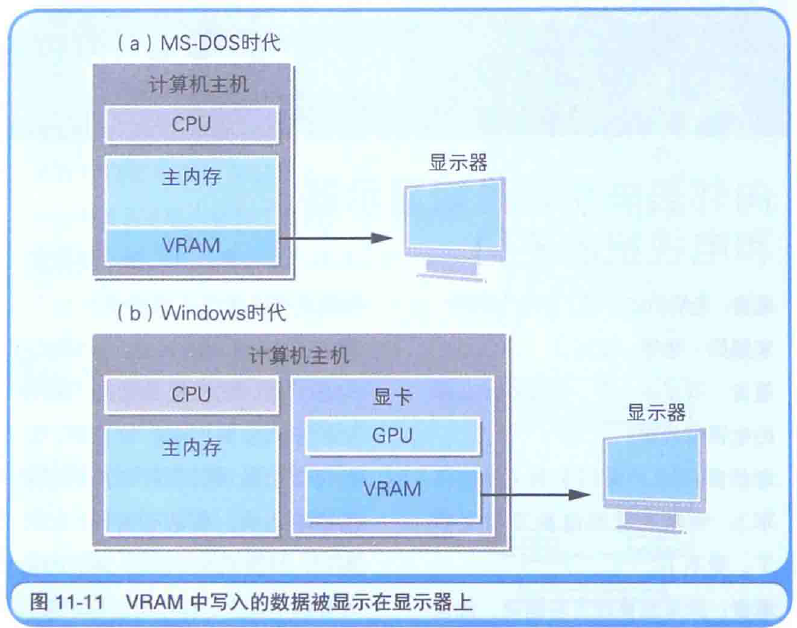 （a）MS-DOS时代
计算机主机
CPU
主内存
VRAM
显示器
（b）Windows时代
计算机主机
CPU
主内存
显卡
GPU
VRAM
显示器
图 11-11 VRAM 中写入的数据被显示在显示器上